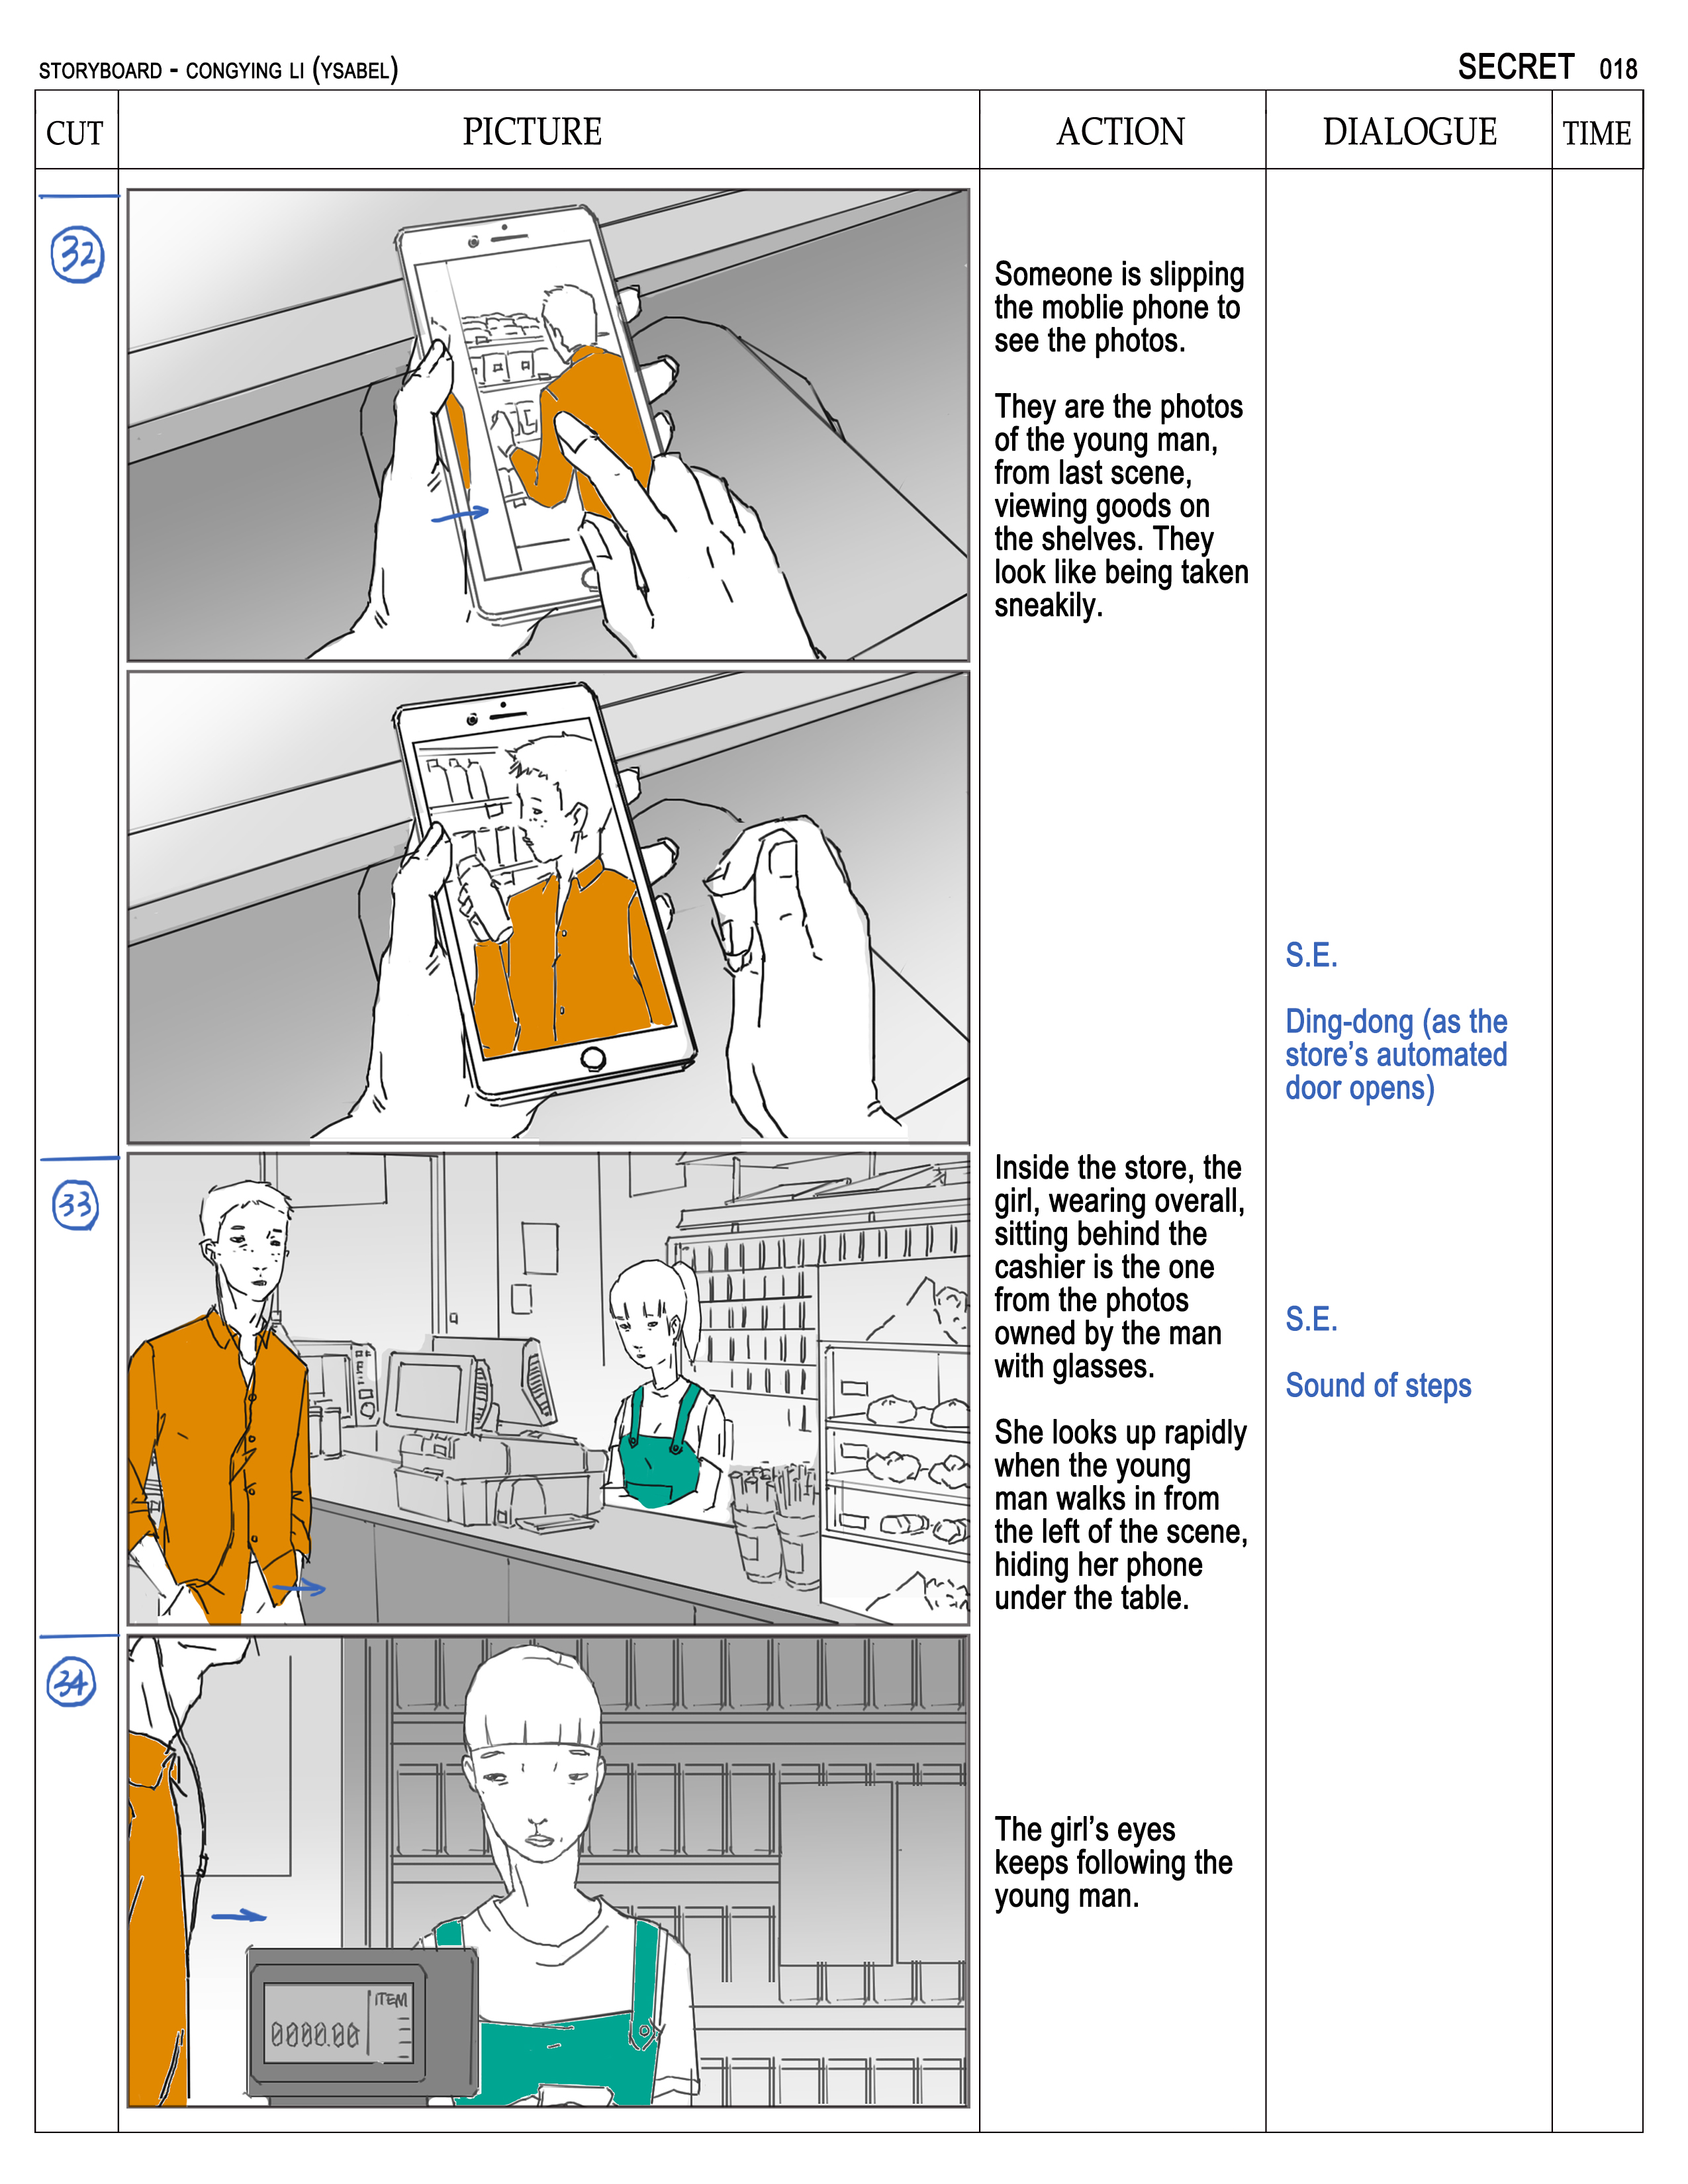 STORYBOARD - CONGYING LI (YSABEL)
SECRET 018
CUT
PICTURE
ACTION
DIALOGUE
TIME
32
Someone is slipping
the moblie phone to
see the photos.
They are the photos
of the young man,
from last scene,
viewing goods on
the shelves. They
look like being taken
sneakily.
S.E.
Ding-dong (as the
store's automated
door opens)
33
Inside the store, the
girl, wearing overall,
sitting behind the
cashier is the one
from the photos
owned by the man
with glasses.
She looks up rapidly
when the young
man walks in from
the left of the scene,
hiding her phone
under the table.
S.E.
Sound of steps
34
The girl's eyes
keeps following the
young man.
ITEM
0000.00